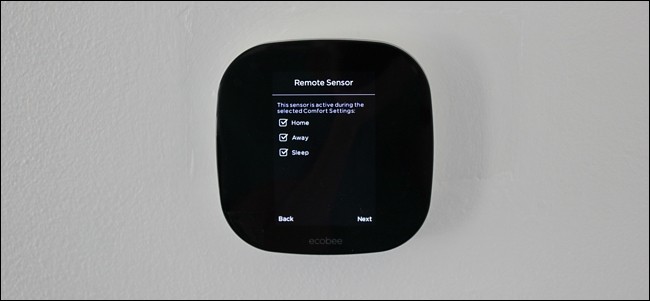 Remote Sensor
This sensor is active during the
selected Comfort Settings:
Home
Away
Sleep
Back Next
ecobee